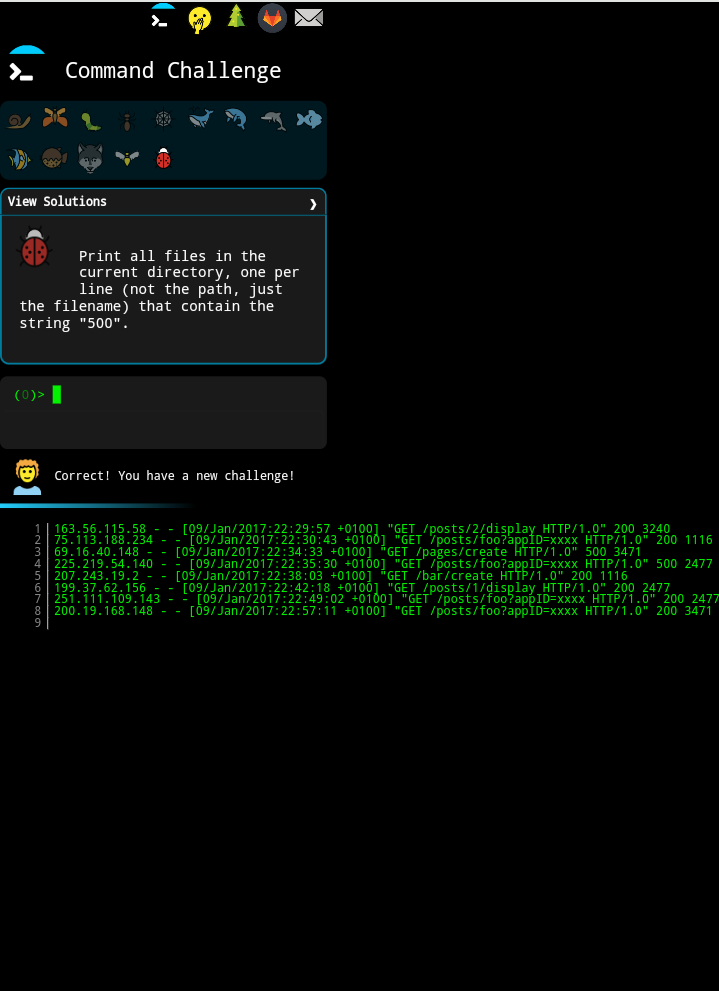 Command Challenge
View Solutions ❯
Print all files in the
current directory, one per
line (not the path, just
the filename) that contain the
string "500".
(0)>
Correct! You have a new challenge!
1 163.56.115.58 - - [09/Jan/2017:22:29:57 +0100] "GET /posts/2/display HTTP/1.0" 200 3240
2 75.113.188.234 - - [09/Jan/2017:22:30:43 +0100] "GET /posts/foo?appID=xxxx HTTP/1.0" 200 1116
3 69.16.40.148 - - [09/Jan/2017:22:34:33 +0100] "GET /pages/create HTTP/1.0" 500 3471
4 225.219.54.140 - - [09/Jan/2017:22:35:30 +0100] "GET /posts/foo?appID=xxxx HTTP/1.0" 500 2477
5 207.243.19.2 - - [09/Jan/2017:22:38:03 +0100] "GET /bar/create HTTP/1.0" 200 1116
6 199.37.62.156 - - [09/Jan/2017:22:42:18 +0100] "GET /posts/1/display HTTP/1.0" 200 2477
7 251.111.109.143 - - [09/Jan/2017:22:49:02 +0100] "GET /posts/foo?appID=xxxx HTTP/1.0" 200 2477
8 200.19.168.148 - - [09/Jan/2017:22:57:11 +0100] "GET /posts/foo?appID=xxxx HTTP/1.0" 200 3471
9